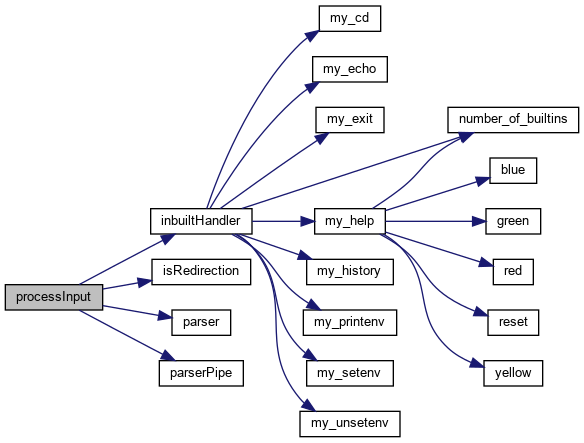 my_cd
my_echo
my_exit
number_of_builtins
blue
inbuiltHandler
my_help
green
isRedirection
my_history
red
processInput
parser
my_printenv
reset
parserPipe
my_setenv
yellow
my_unsetenv